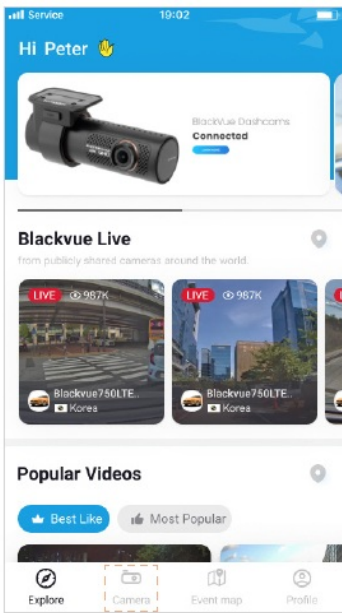 Service 19:02
Hi Peter
BlackVue Dashcams
Connected
Blackvue Live
from publicly shared cameras around the world.
LIVE 987K
LIVE 987K
Blackvue750LTE..
Korea
Blackvue750LTE..
Korea
Popular Videos
Best Like
Most Popular
Explore
Camera
Event map
Profile